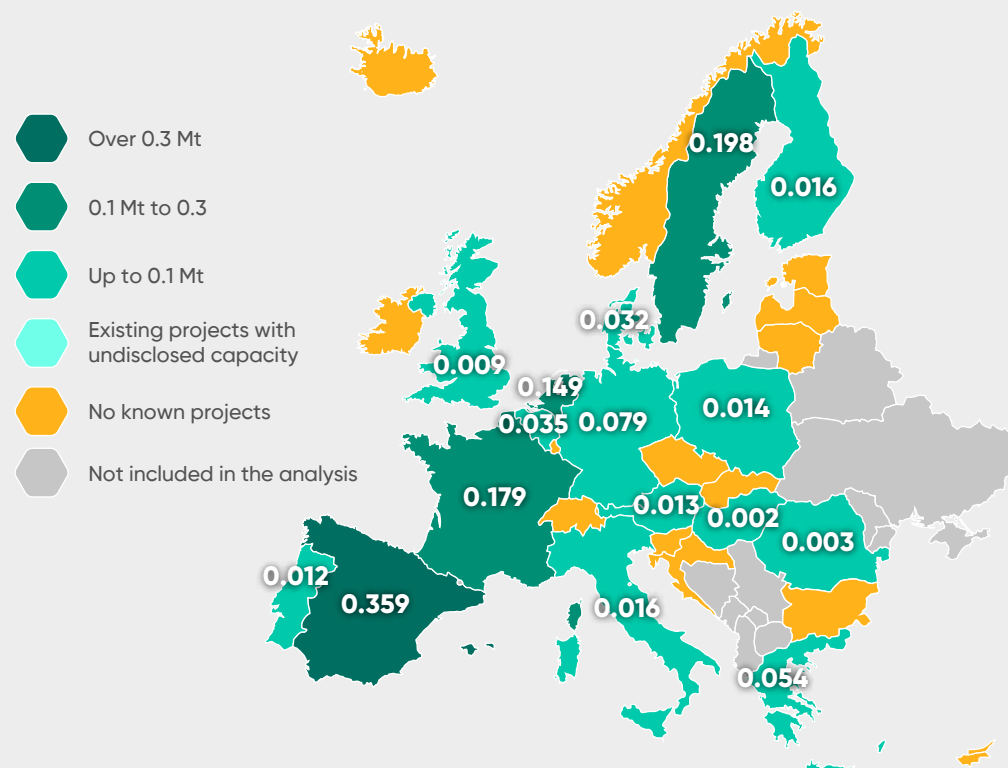 Over 0.3 Mt
0.1 Mt to 0.3
Up to 0.1 Mt
Existing projects with
undisclosed capacity
No known projects
Not included in the analysis
0.198
0.016
0.032
0.009
0.149
0.035
0.079
0.014
0.179
0.013
0.002
0.003
0.012
0.359
0.016
0.054